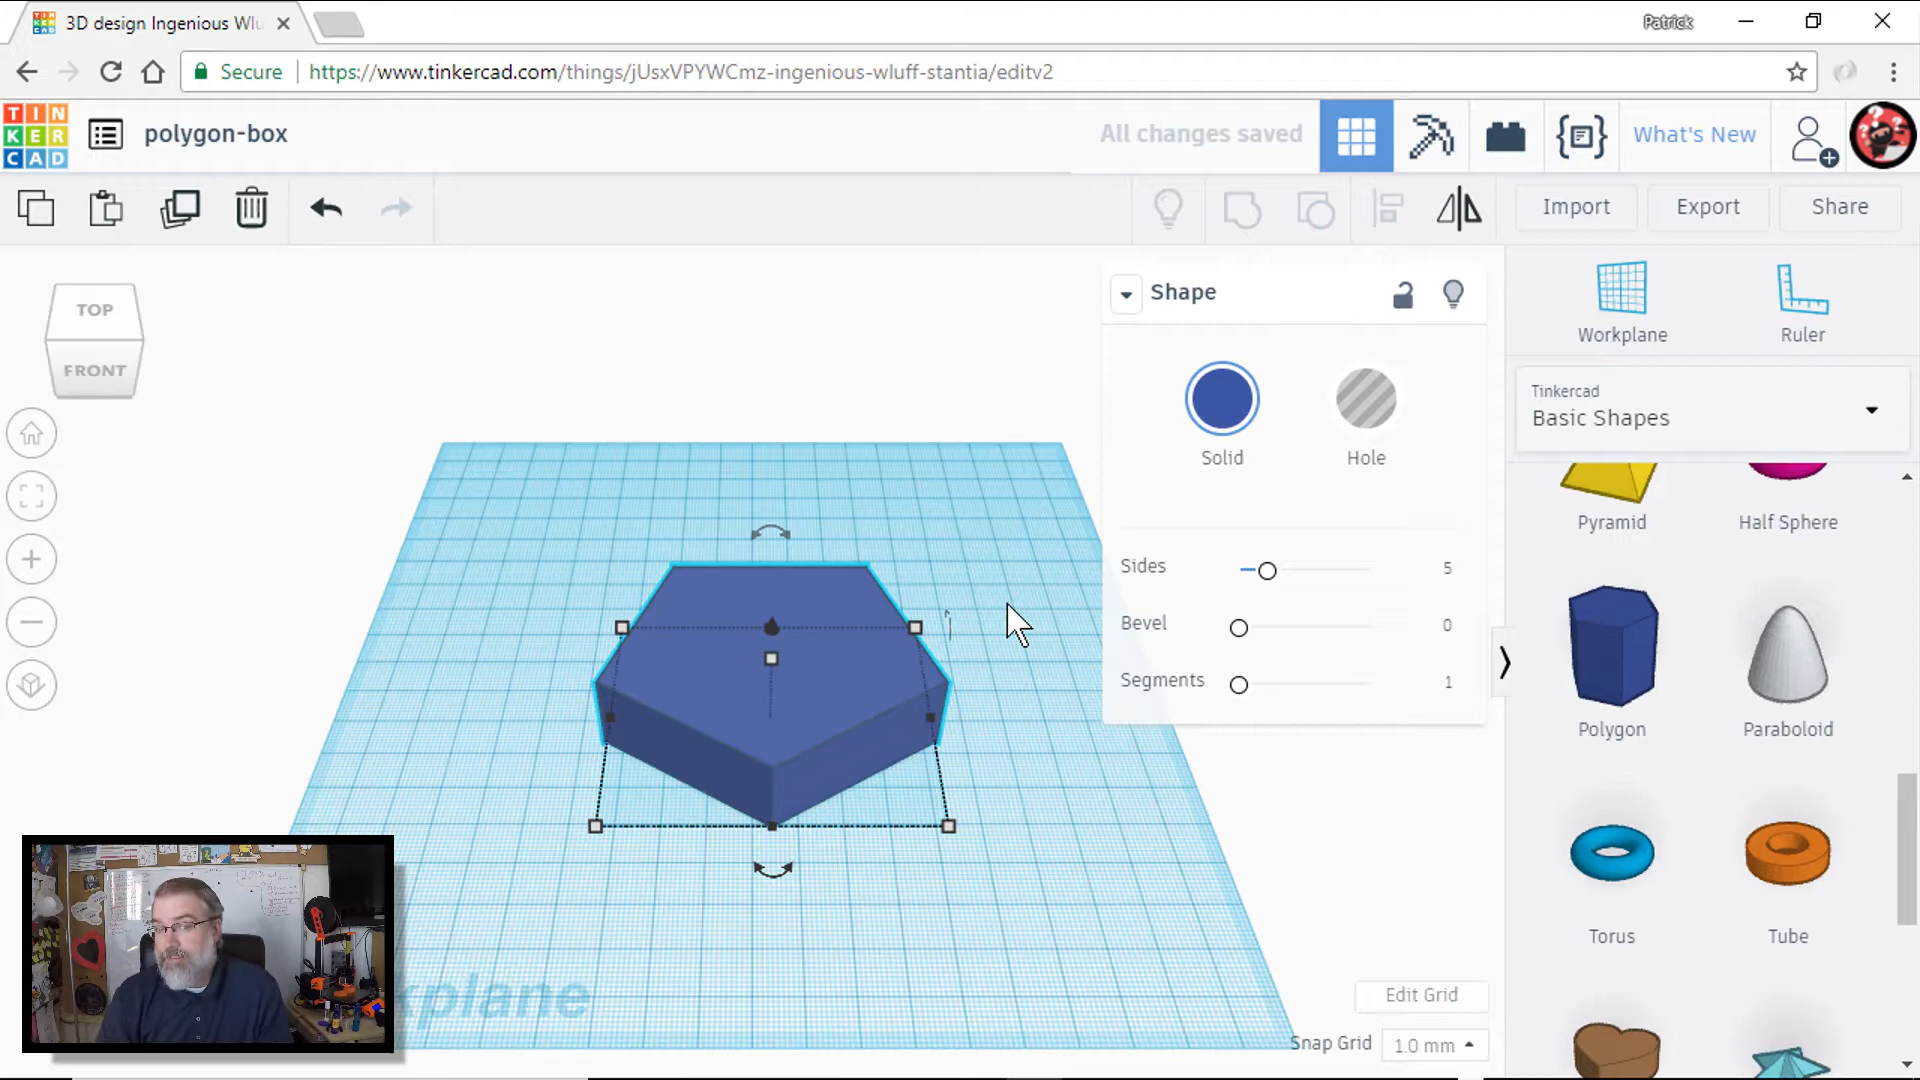 3D design Ingenious Wlu
Patrick
Secure
https://www.tinkercad.com/things/jUsxVPYWCmz-ingenious-wluff-stantia/editv2
TIN
KER
CAD
polygon-box
All changes saved
What's New
Import
Export
Share
TOP
FRONT
Shape
Solid
Hole
Sides
5
Bevel
0
Segments
1
Workplane
Ruler
Tinkercad
Basic Shapes
Pyramid
Half Sphere
Polygon
Paraboloid
Torus
Tube
kplane
Edit Grid
Snap Grid
1.0 mm